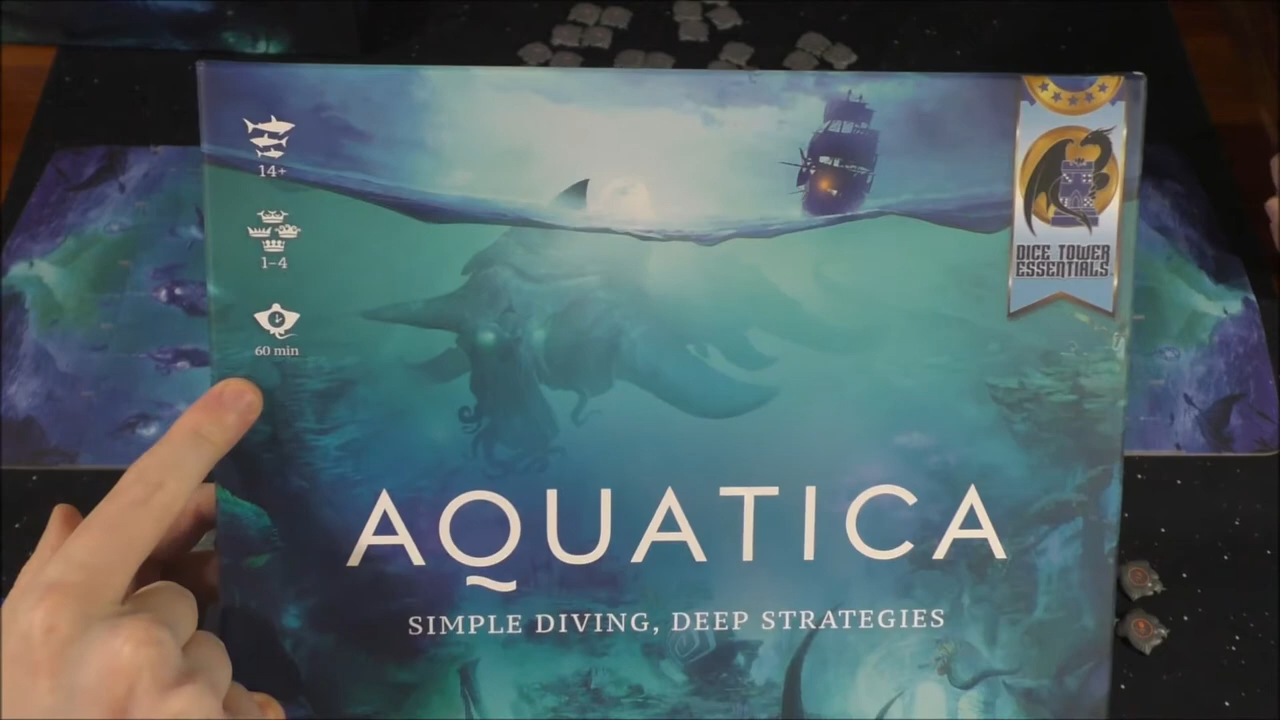 14+
1-4
60 min
DICE TOWER
ESSENTIALS
AQUATICA
SIMPLE DIVING, DEEP STRATEGIES